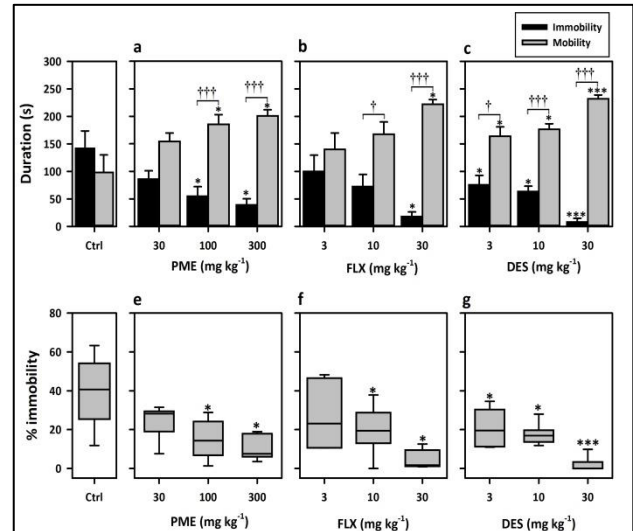 Immobility
Mobility
a b c
Duration (s)
300
250
200
150
100
50
0
††† ††† † ††† † ††† †††
* * * * * * * * * * * *** ***
Ctrl
30 100 300
PME (mg kg-1)
3 10 30
FLX (mg kg-1)
3 10 30
DES (mg kg-1)
e f g
% immobility
80
60
40
20
0
* * * * * * ***
Ctrl
30 100 300
PME (mg kg-1)
3 10 30
FLX (mg kg-1)
3 10 30
DES (mg kg-1)